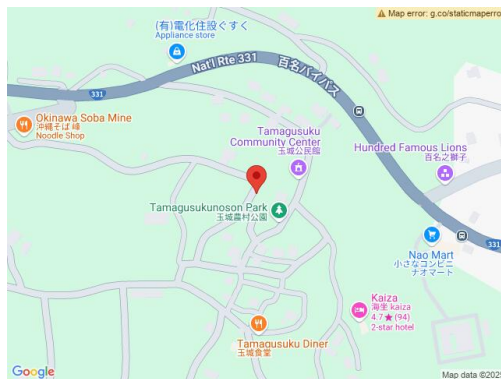 Map error: g.co/staticmaperro
(有)電化住設ぐすく
Appliance store
Nat'l Rte 331
百名バイパス
331
Okinawa Soba Mine
沖縄そば 峰
Noodle Shop
Tamagusuku
Community Center
玉城公民館
Hundred Famous Lions
百名之獅子
Tamagusukunoson Park
玉城農村公園
331
Nao Mart
小さなコンビニ
ナオマート
Kaiza
海坐 kaiza
4.7★(94)
2-star hotel
Tamagusuku Diner
玉城食堂
Google
Map data ©2025